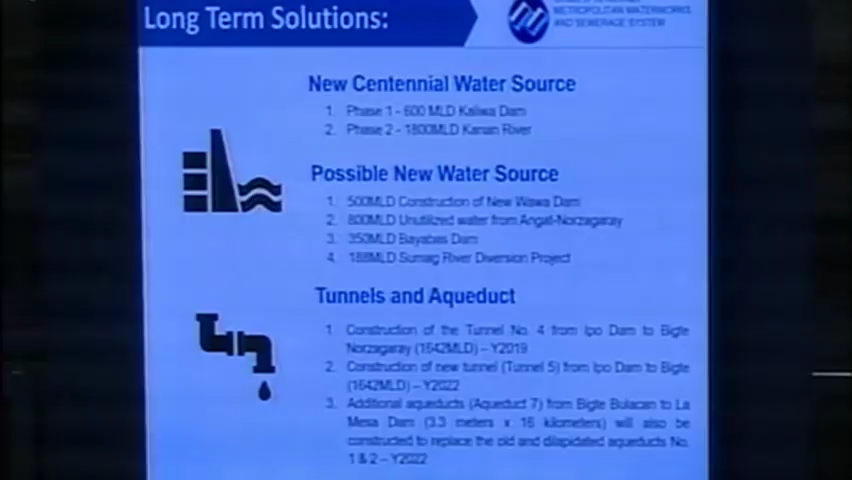 Long Term Solutions:
METROPOLITAN WATERWORKS
AND SEWERAGE SYSTEM
New Centennial Water Source
1. Phase 1 - 600 MLD Kaliwa Dam
2. Phase 2 - 1800MLD Kanan River
Possible New Water Source
1. 500MLD Construction of New Wawa Dam
2. 800MLD Unutilized water from Angat-Norzagaray
3. 350MLD Bayabas Dam
4. 188MLD Sumag River Diversion Project
Tunnels and Aqueduct
1. Construction of the Tunnel No. 4 from Ipo Dam to Bigte
Norzagaray (1642MLD) – Y2019
2. Construction of new tunnel (Tunnel 5) from Ipo Dam to Bigte
(1642MLD) – Y2022
3. Additional aqueducts (Aqueduct 7) from Bigte Bulacan to La
Mesa Dam (3.3 meters x 16 kilometers) will also be
constructed to replace the old and dilapidated aqueducts No.
1 & 2 – Y2022